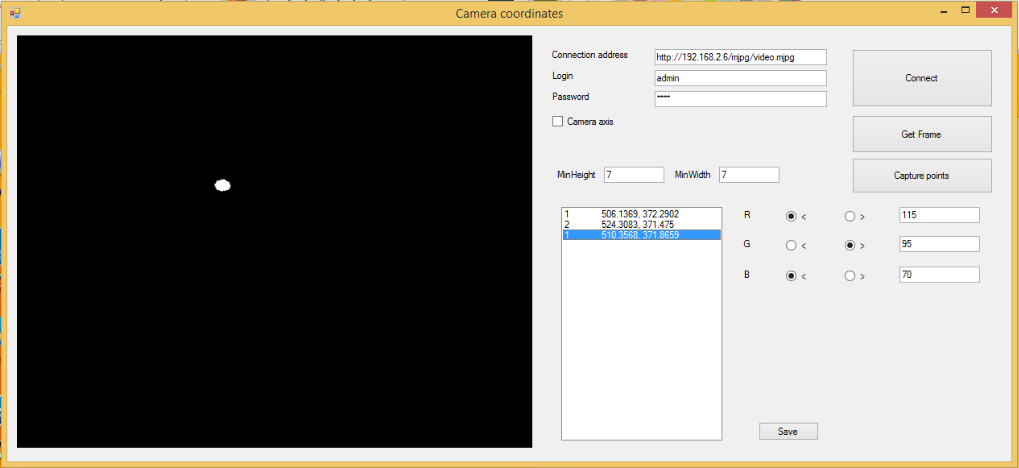 Camera coordinates
Connection address http://192.168.2.6/mjpg/video.mjpg
Connect
Login admin
Password ****
Camera axis
Get Frame
MinHeight 7 MinWidth 7
Capture points
1 506.1369, 372.2902
2 524.3083, 371.475
1 510.3568, 371.8659
R < > 115
G < > 95
B < > 70
Save